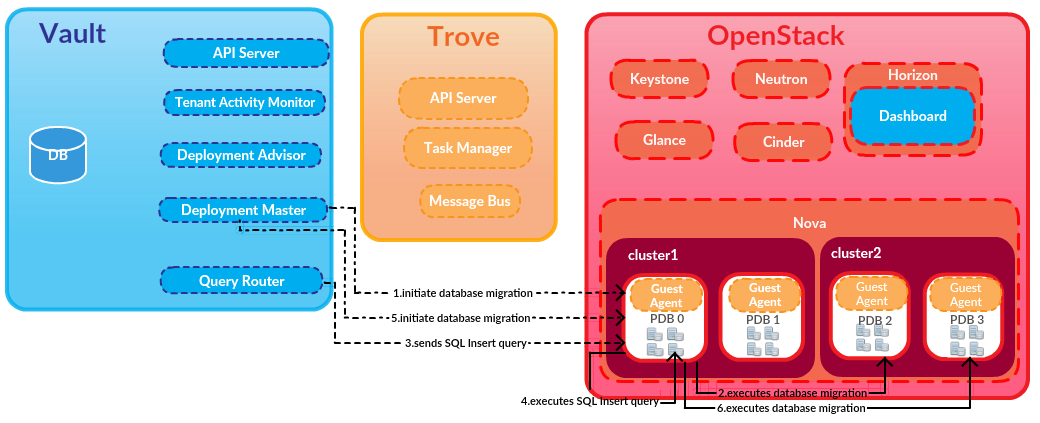 Vault
API Server
Tenant Activity Monitor
DB
Deployment Advisor
Deployment Master
Query Router
Trove
API Server
Task Manager
Message Bus
OpenStack
Keystone
Neutron
Horizon
Dashboard
Glance
Cinder
Nova
cluster1
cluster2
Guest
Agent
PDB 0
Guest
Agent
PDB 1
Guest
Agent
PDB 2
Guest
Agent
PDB 3
1.initiate database migration
5.initiate database migration
3.sends SQL Insert query
2.executes database migration
4.executes SQL Insert query
6.executes database migration